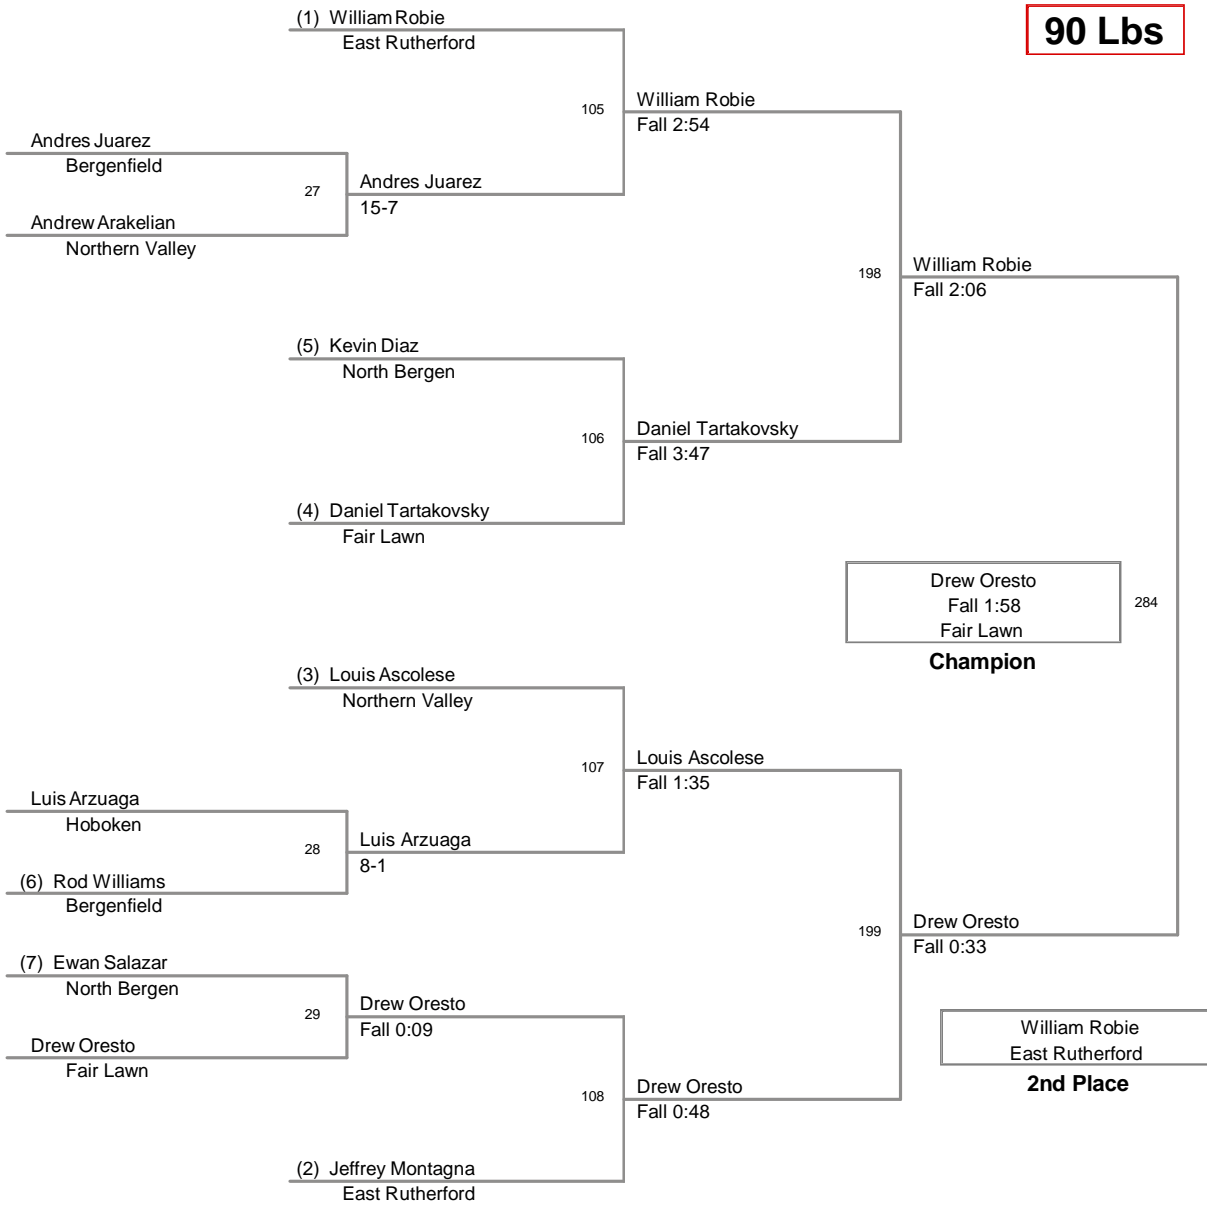 (1) William Robie
East Rutherford
90 Lbs
105
William Robie
Fall 2:54
Andres Juarez
Bergenfield
27
Andres Juarez
15-7
Andrew Arakelian
Northern Valley
198
William Robie
Fall 2:06
(5) Kevin Diaz
North Bergen
106
Daniel Tartakovsky
Fall 3:47
(4) Daniel Tartakovsky
Fair Lawn
Drew Oresto
Fall 1:58
Fair Lawn
284
Champion
(3) Louis Ascolese
Northern Valley
107
Louis Ascolese
Fall 1:35
Luis Arzuaga
Hoboken
28
Luis Arzuaga
8-1
(6) Rod Williams
Bergenfield
199
Drew Oresto
Fall 0:33
(7) Ewan Salazar
North Bergen
29
Drew Oresto
Fall 0:09
Drew Oresto
Fair Lawn
William Robie
East Rutherford
2nd Place
108
Drew Oresto
Fall 0:48
(2) Jeffrey Montagna
East Rutherford